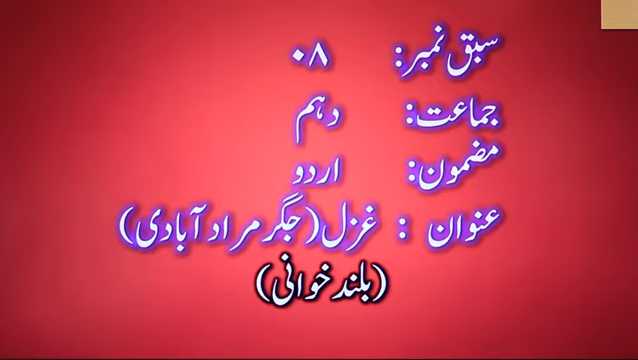 سبق نمبر: ۰۸
جماعت: دہم
مضمون: اردو
عنوان : غزل (جگر مراد آبادی)
(بلند خوانی)